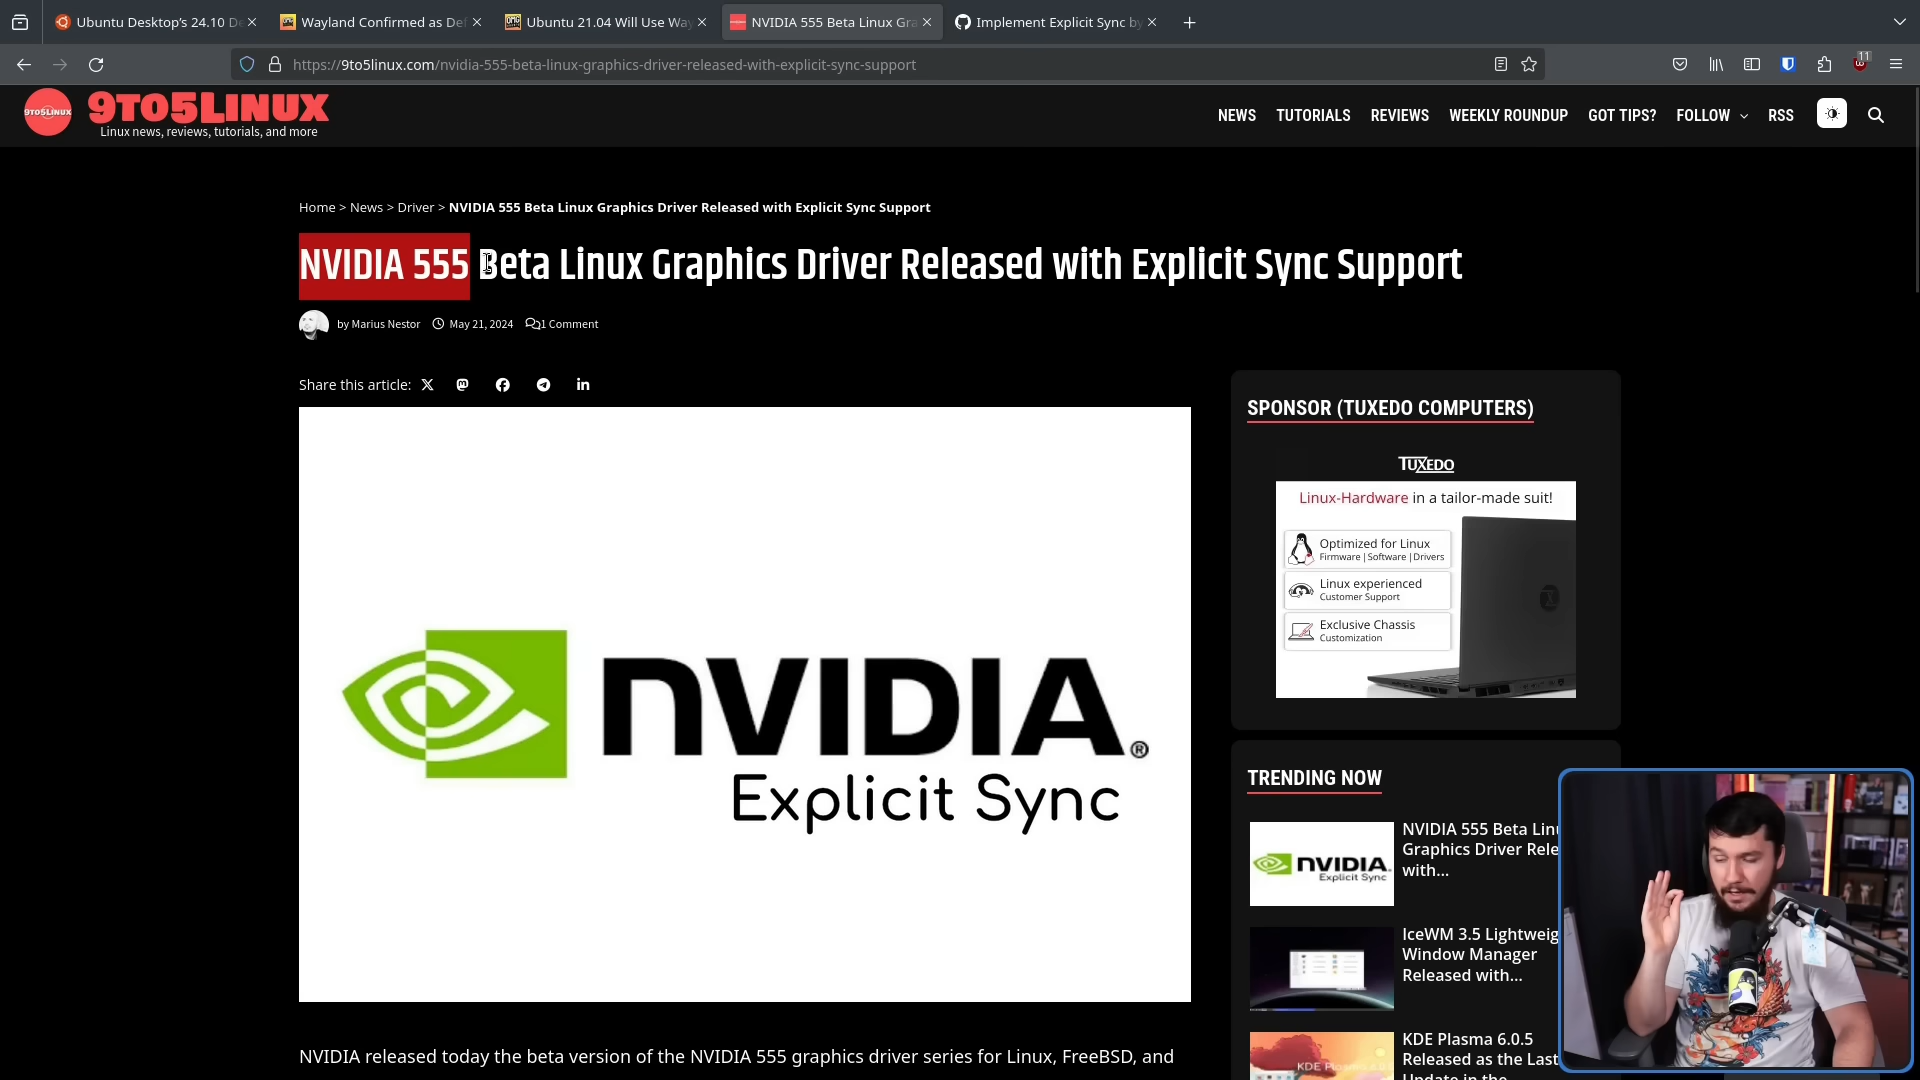 Ubuntu Desktop's 24.10 D
Wayland Confirmed as Def
Ubuntu 21.04 Will Use Way
NVIDIA 555 Beta Linux Gra
Implement Explicit Sync by
https://9to5linux.com/nvidia-555-beta-linux-graphics-driver-released-with-explicit-sync-support
11
9TO5LINUX
9TO5LINUX
Linux news, reviews, tutorials, and more
NEWS TUTORIALS REVIEWS WEEKLY ROUNDUP GOT TIPS? FOLLOW RSS
Home > News > Driver > NVIDIA 555 Beta Linux Graphics Driver Released with Explicit Sync Support
NVIDIA 555 Beta Linux Graphics Driver Released with Explicit Sync Support
by Marius Nestor May 21, 2024 1 Comment
Share this article:
nVIDIA®
Explicit Sync
NVIDIA released today the beta version of the NVIDIA 555 graphics driver series for Linux, FreeBSD, and
SPONSOR (TUXEDO COMPUTERS)
TUXEDO
Linux-Hardware in a tailor-made suit!
Optimized for Linux
Firmware | Software | Drivers
Linux experienced
Customer Support
Exclusive Chassis
Customization
TRENDING NOW
nVIDIA.
Explicit Sync
NVIDIA 555 Beta Linu
Graphics Driver Rele
with...
IceWM 3.5 Lightweig
Window Manager
Released with...
KDE Plasma 6.0.5
Released as the Last
Update in the